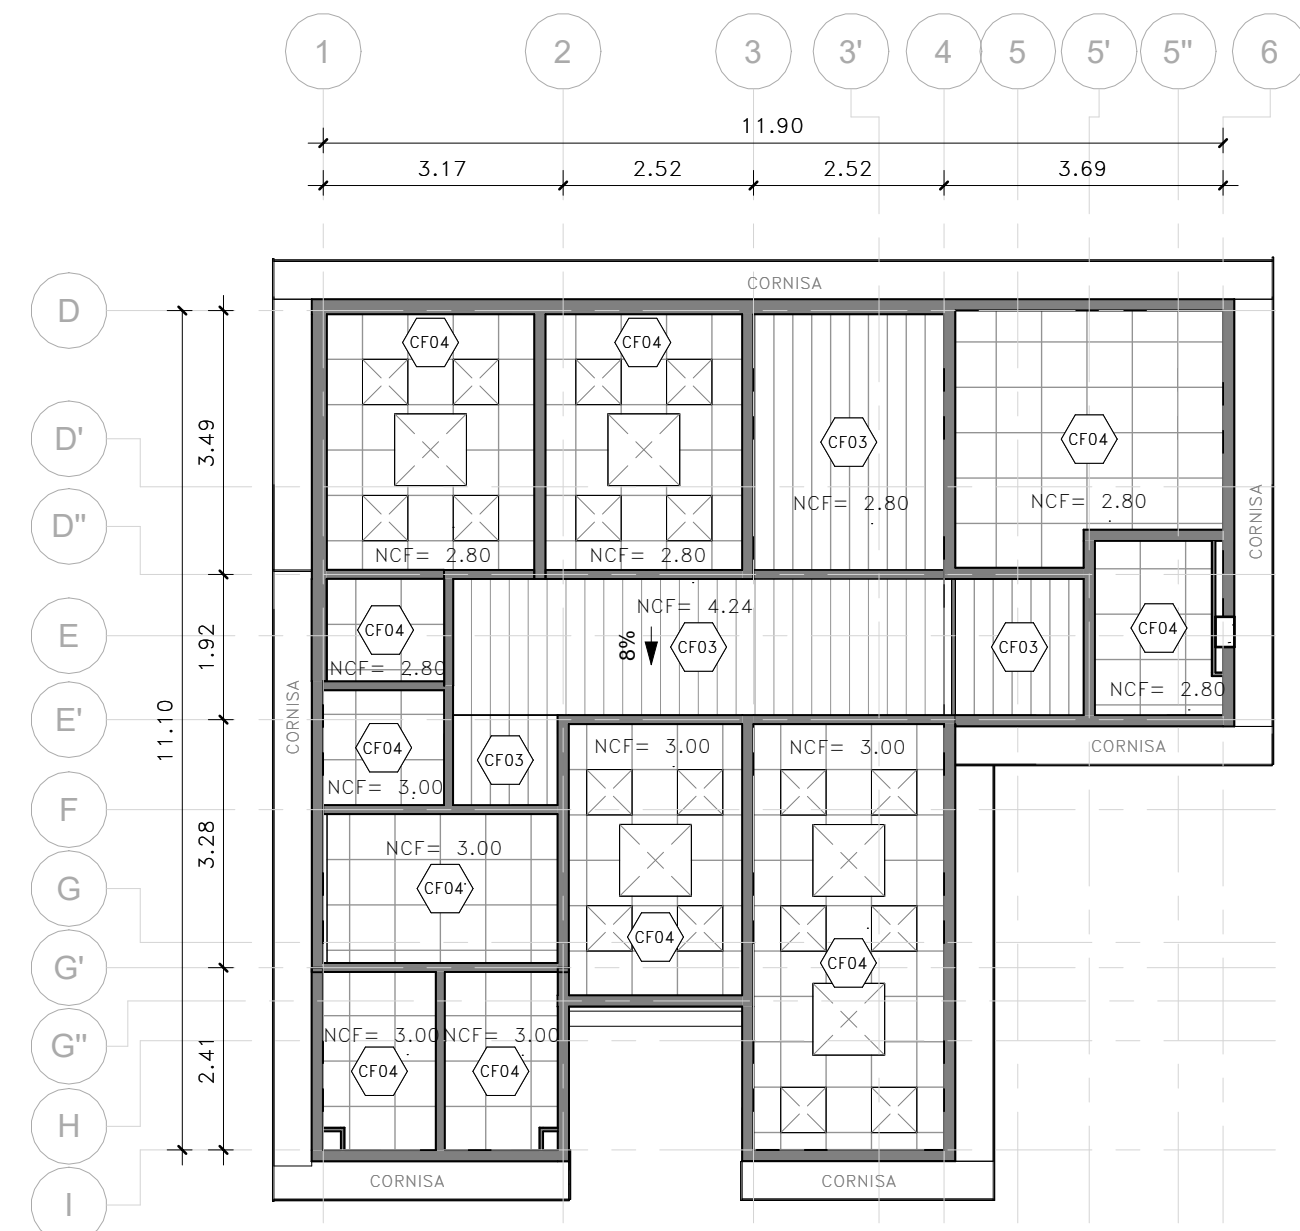 1 2 3 3' 4 5 5' 5" 6
11.90
3.17 2.52 2.52 3.69
CORNISA
D
CF04 CF04
D'
3.49
CF03 CF04
CORNISA
NCF= 2.80 NCF= 2.80
D"
NCF= 2.80 NCF= 2.80
NCF= 4.24
E
1.92
CF04 8% CF03 CF03 CF04
NCF= 2.80
NCF= 2.80
CORNISA
E'
11.10
CF04 NCF= 3.00 NCF= 3.00 CORNISA
CF03
NCF= 3.00
F
3.28
NCF= 3.00
G
CF04
CF04
G'
CF04
G"
2.41
NCF= 3.00 NCF= 3.00
CF04 CF04
H
CORNISA CORNISA
I